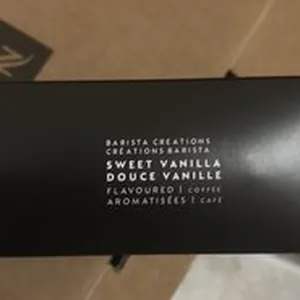 BARISTA CREATIONS
CRÉATIONS BARISTA
SWEET VANILLA
DOUCE VANILLE
FLAVOURED | COFFEE
AROMATISÉES | CAFÉ